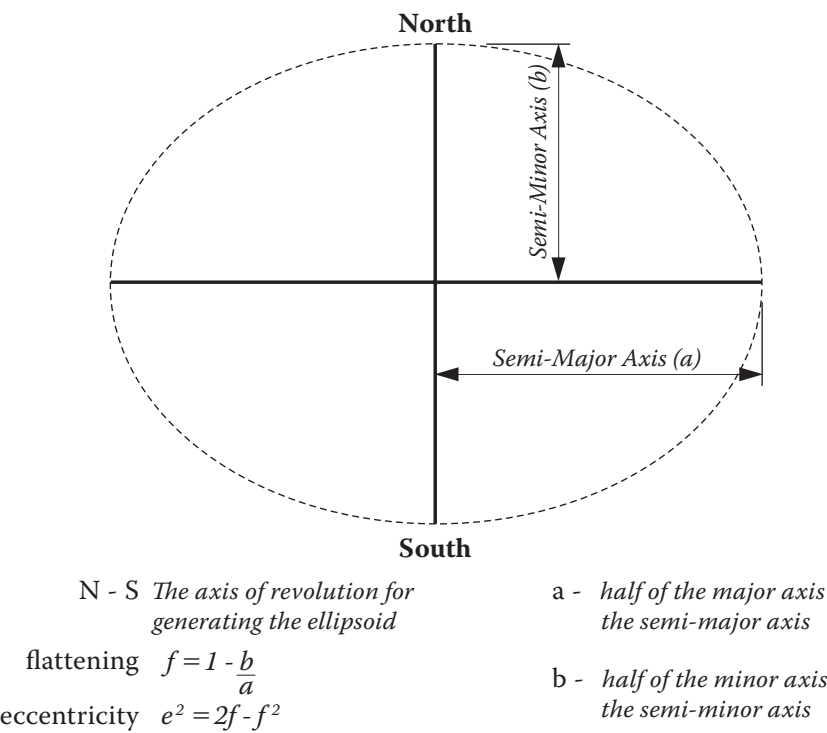 North
Semi-Minor Axis (b)
Semi-Major Axis (a)
South
N - S The axis of revolution for
generating the ellipsoid
flattening f = 1 - b
a
eccentricity e² = 2f - f²
a - half of the major axis
the semi-major axis
b - half of the minor axis
the semi-minor axis